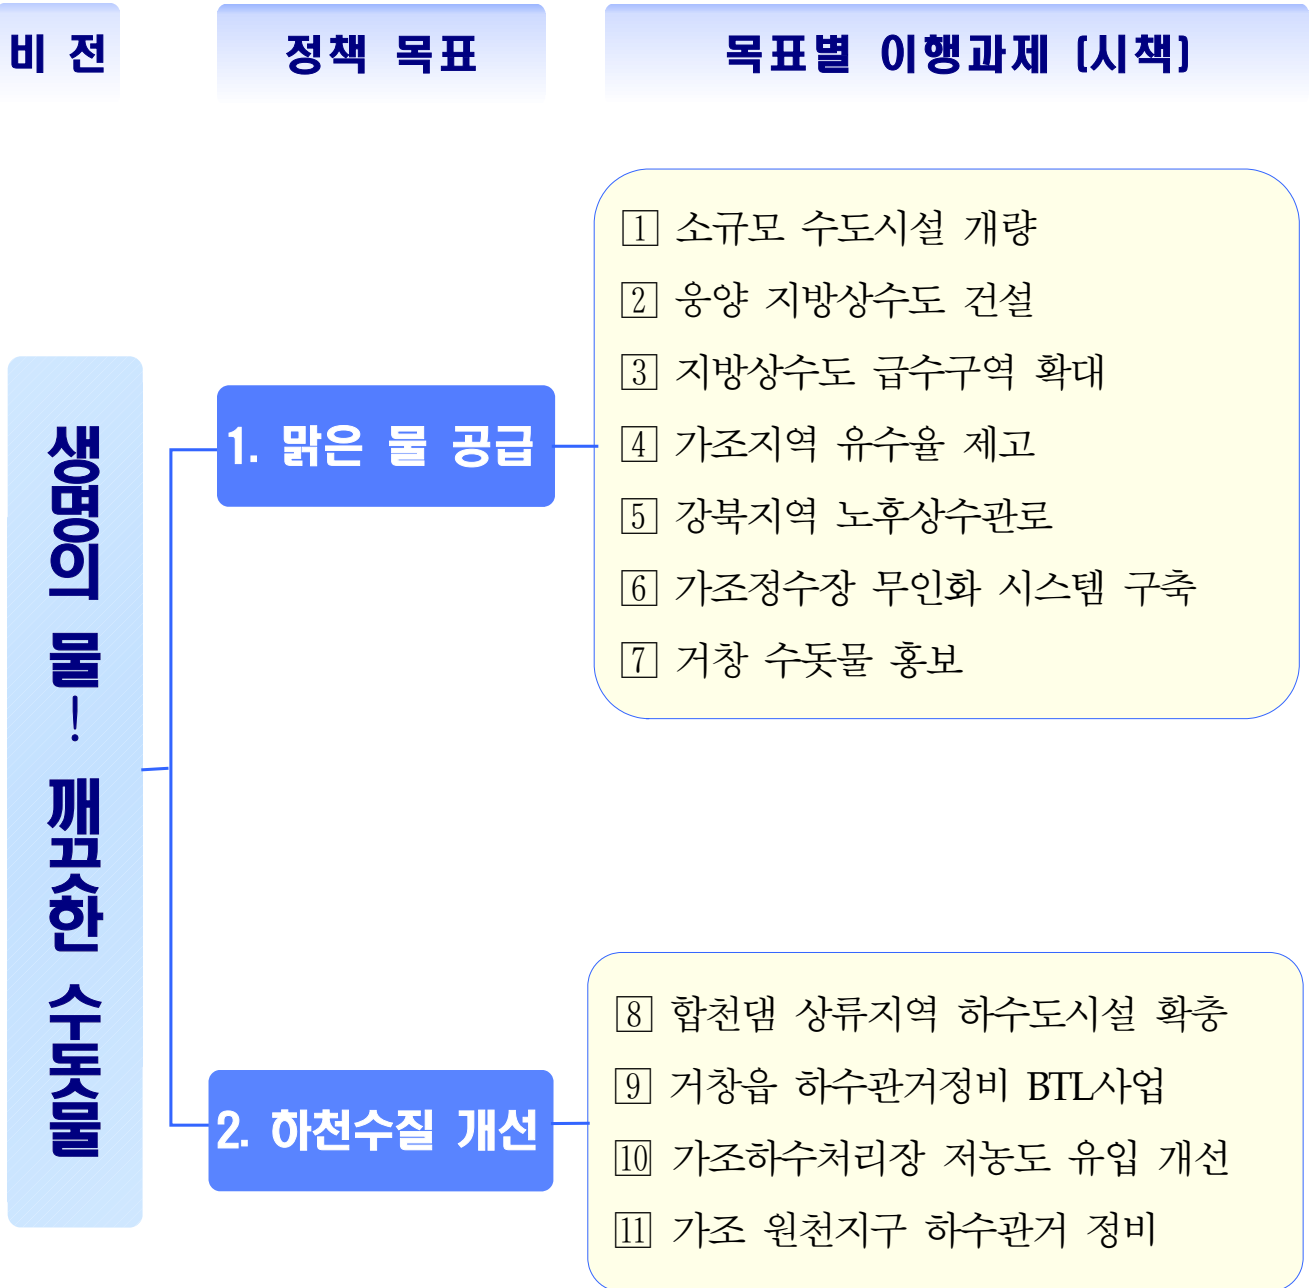 비 전
정책 목표
목표별 이행과제 (시책)
생명의 물! 깨끗한 수돗물
1. 맑은 물 공급
1 소규모 수도시설 개량
2 웅양 지방상수도 건설
3 지방상수도 급수구역 확대
4 가조지역 유수율 제고
5 강북지역 노후상수관로
6 가조정수장 무인화 시스템 구축
7 거창 수돗물 홍보
2. 하천수질 개선
8 합천댐 상류지역 하수도시설 확충
9 거창읍 하수관거정비 BTL사업
10 가조하수처리장 저농도 유입 개선
11 가조 원천지구 하수관거 정비